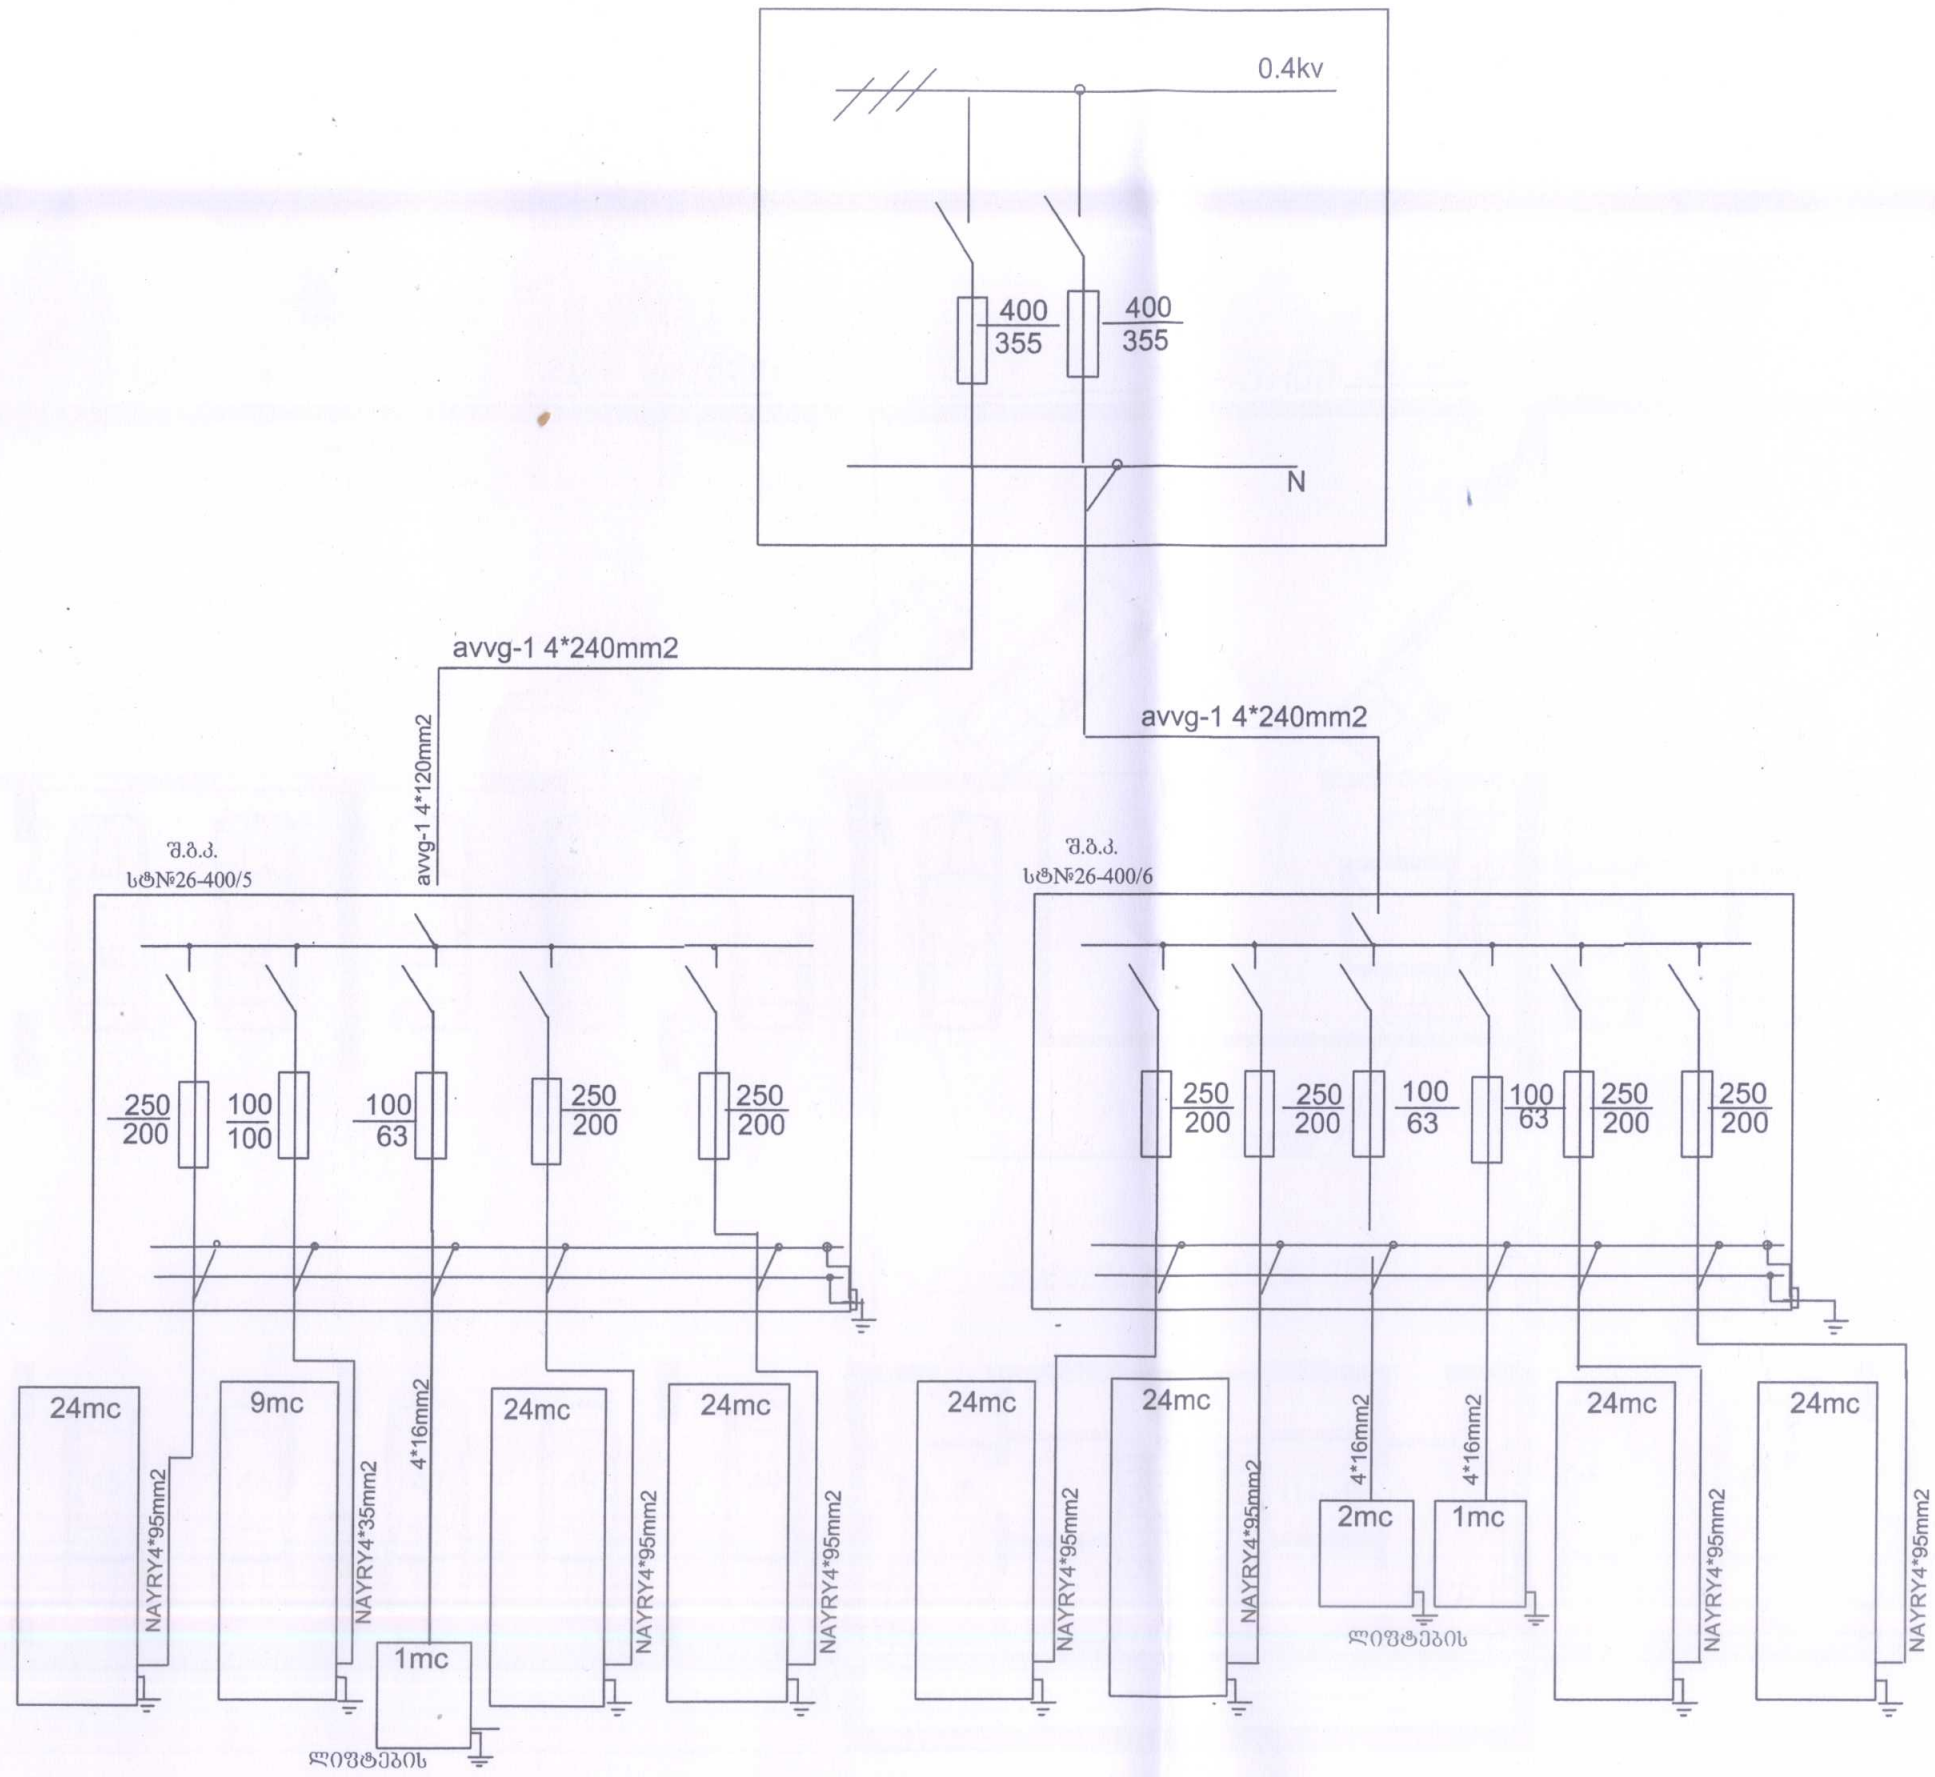 0.4kv
400
355
400
355
N
avvg-1 4*240mm2
avvg-1 4*240mm2
avvg-1 4*120mm2
შ.გ.კ.
სტ№26-400/5
შ.გ.კ.
სტ№26-400/6
250
200
100
100
100
63
250
200
250
200
250
200
250
200
100
63
100
63
250
200
250
200
24mc
9mc
4*16mm2
24mc
24mc
24mc
24mc
4*16mm2
4*16mm2
24mc
24mc
NAYRY4*95mm2
NAYRY4*35mm2
NAYRY4*95mm2
NAYRY4*95mm2
NAYRY4*95mm2
NAYRY4*95mm2
2mc
1mc
NAYRY4*95mm2
NAYRY4*95mm2
1mc
ლიფტების
ლიფტების